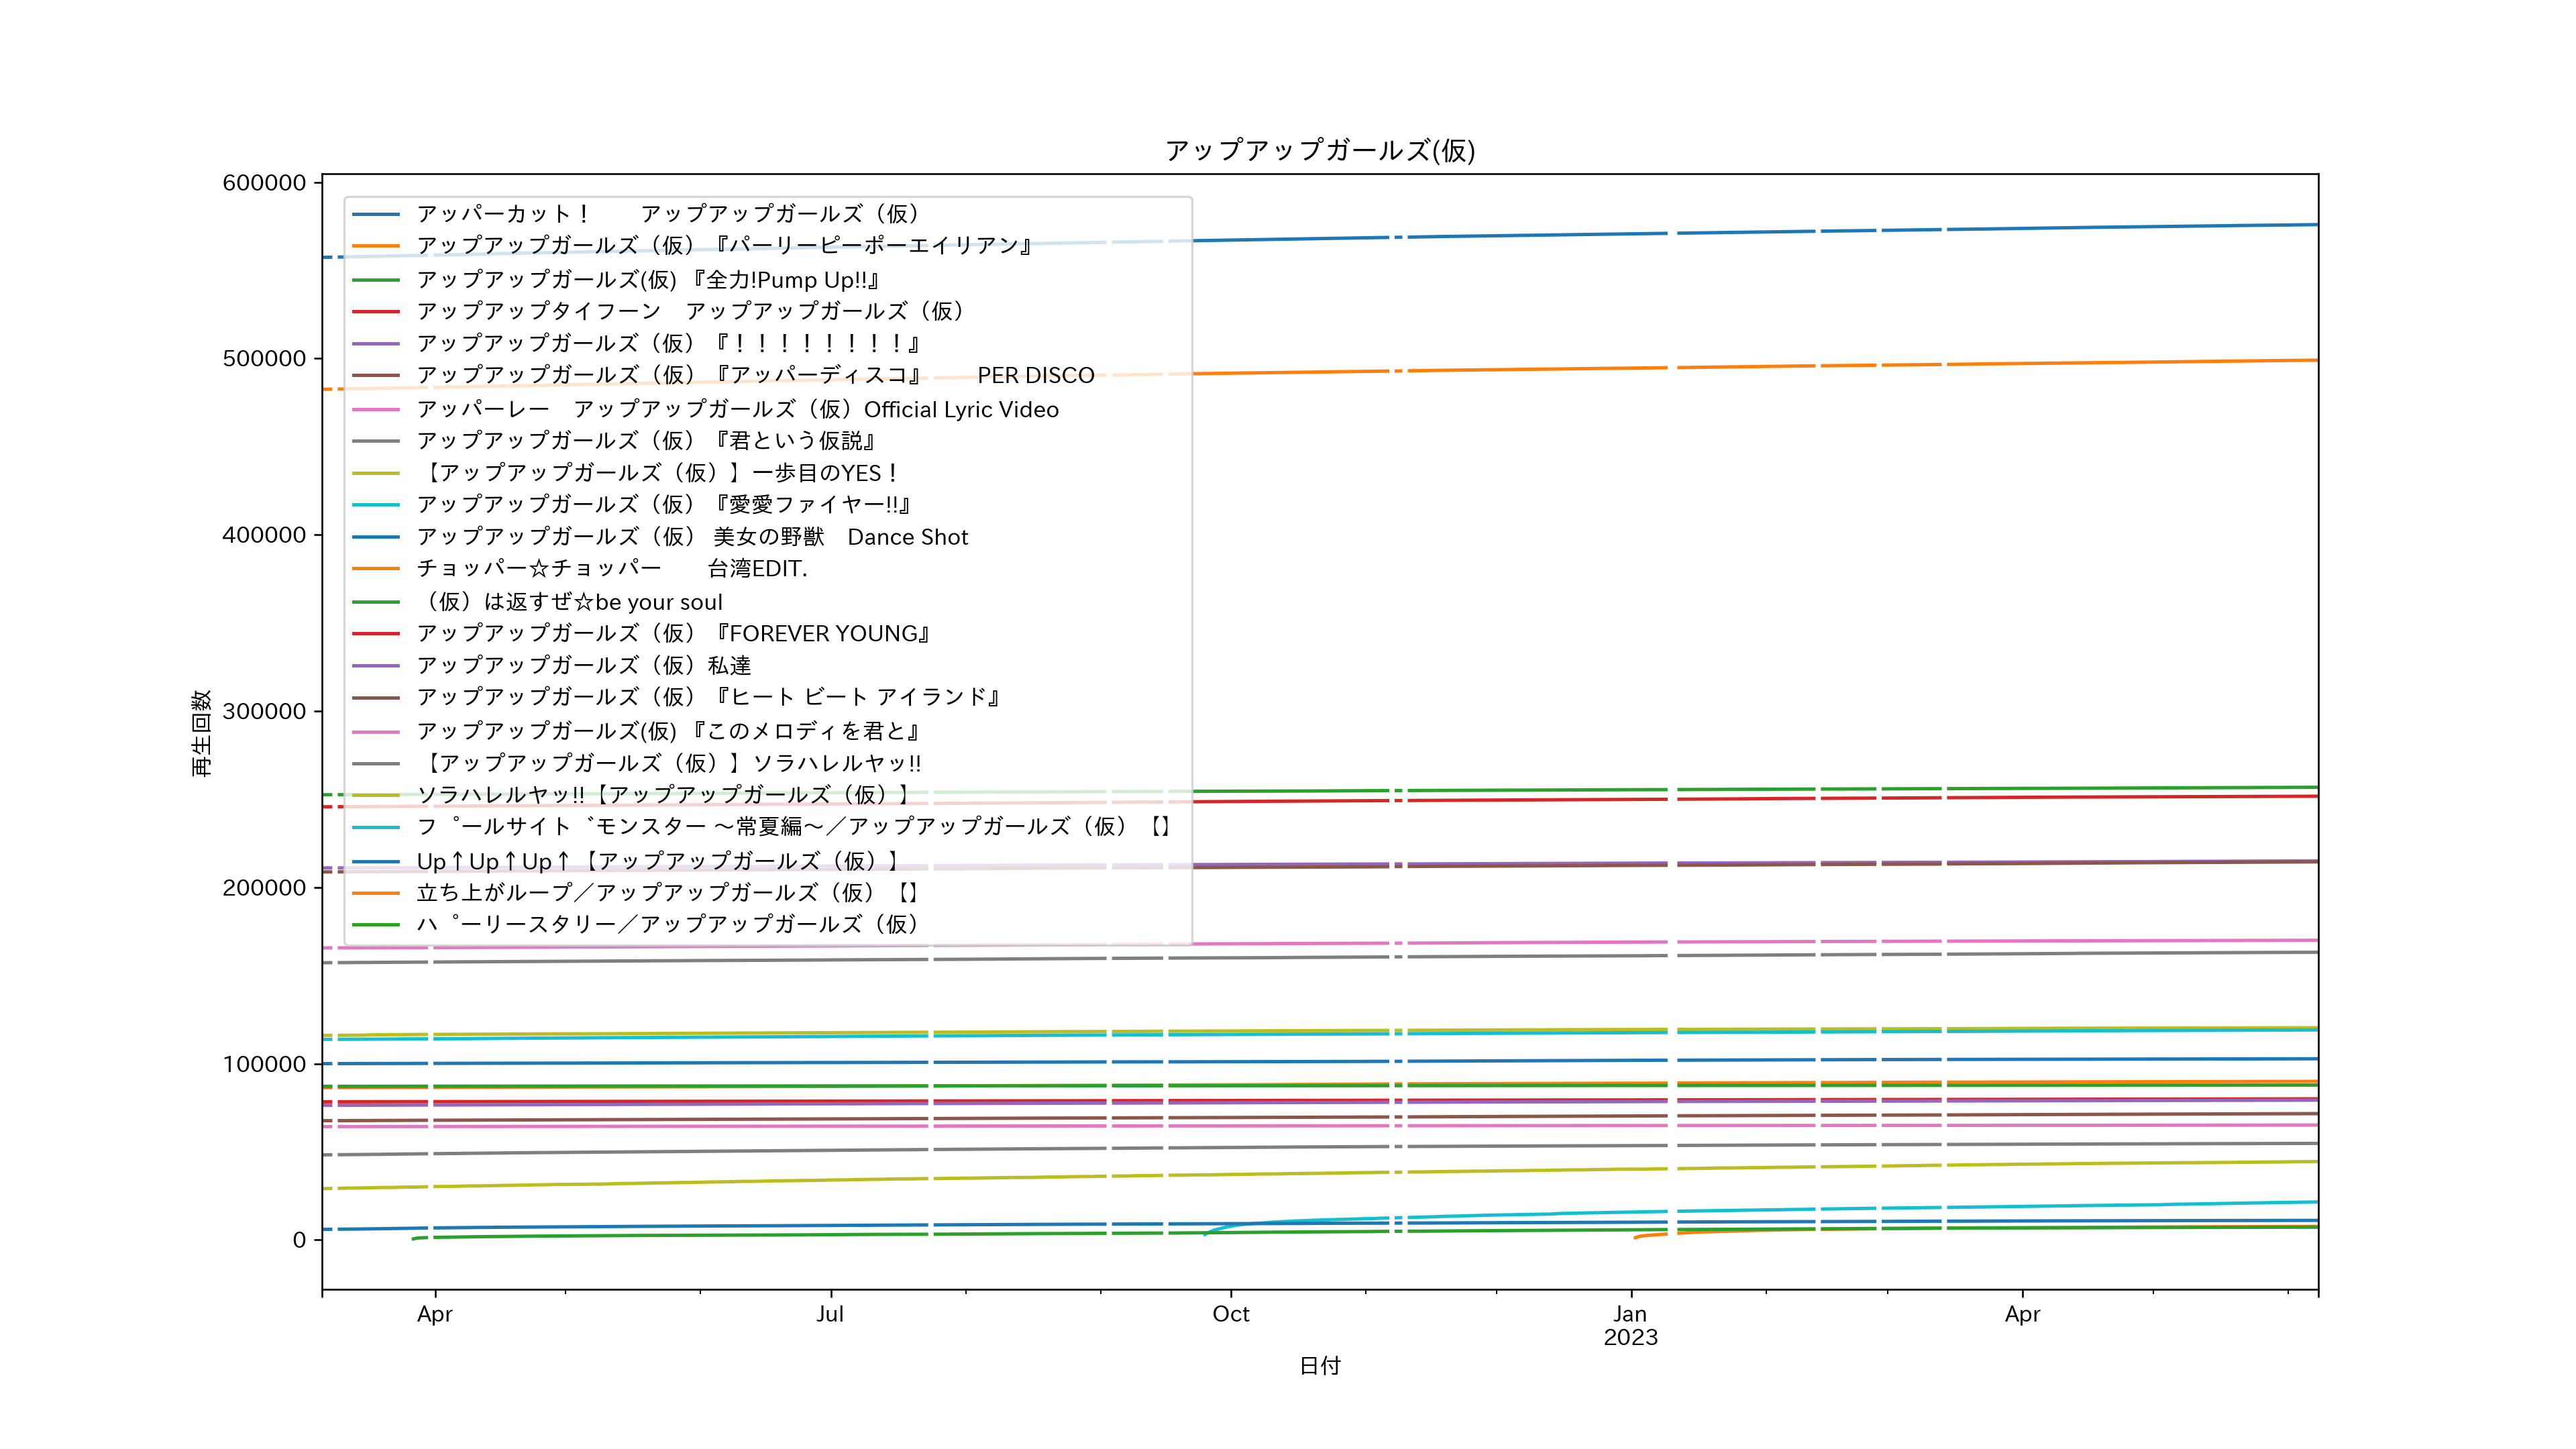 アップアップガールズ(仮)
600000
500000
400000
300000
200000
100000
0
再生回数
アッパーカット！　　アップアップガールズ（仮）
アップアップガールズ（仮）『パーリーピーポーエイリアン』
アップアップガールズ(仮) 『全力!Pump Up!!』
アップアップタイフーン　アップアップガールズ（仮）
アップアップガールズ（仮）『！！！！！！！！』
アップアップガールズ（仮）『アッパーディスコ』　　PER DISCO
アッパーレー　アップアップガールズ（仮）Official Lyric Video
アップアップガールズ（仮）『君という仮説』
【アップアップガールズ（仮）】一歩目のYES！
アップアップガールズ（仮）『愛愛ファイヤー!!』
アップアップガールズ（仮） 美女の野獣　Dance Shot
チョッパー☆チョッパー　　台湾EDIT.
（仮）は返すぜ☆be your soul
アップアップガールズ（仮）『FOREVER YOUNG』
アップアップガールズ（仮）私達
アップアップガールズ（仮）『ヒート ビート アイランド』
アップアップガールズ(仮) 『このメロディを君と』
【アップアップガールズ（仮）】ソラハレルヤッ!!
ソラハレルヤッ!!【アップアップガールズ（仮）】
フ゜ールサイト゛モンスター 〜常夏編〜／アップアップガールズ（仮）【】
Up↑Up↑Up↑【アップアップガールズ（仮）】
立ち上がループ／アップアップガールズ（仮）【】
ハ゜ーリースタリー／アップアップガールズ（仮）
Apr
Jul
Oct
Jan
2023
Apr
日付